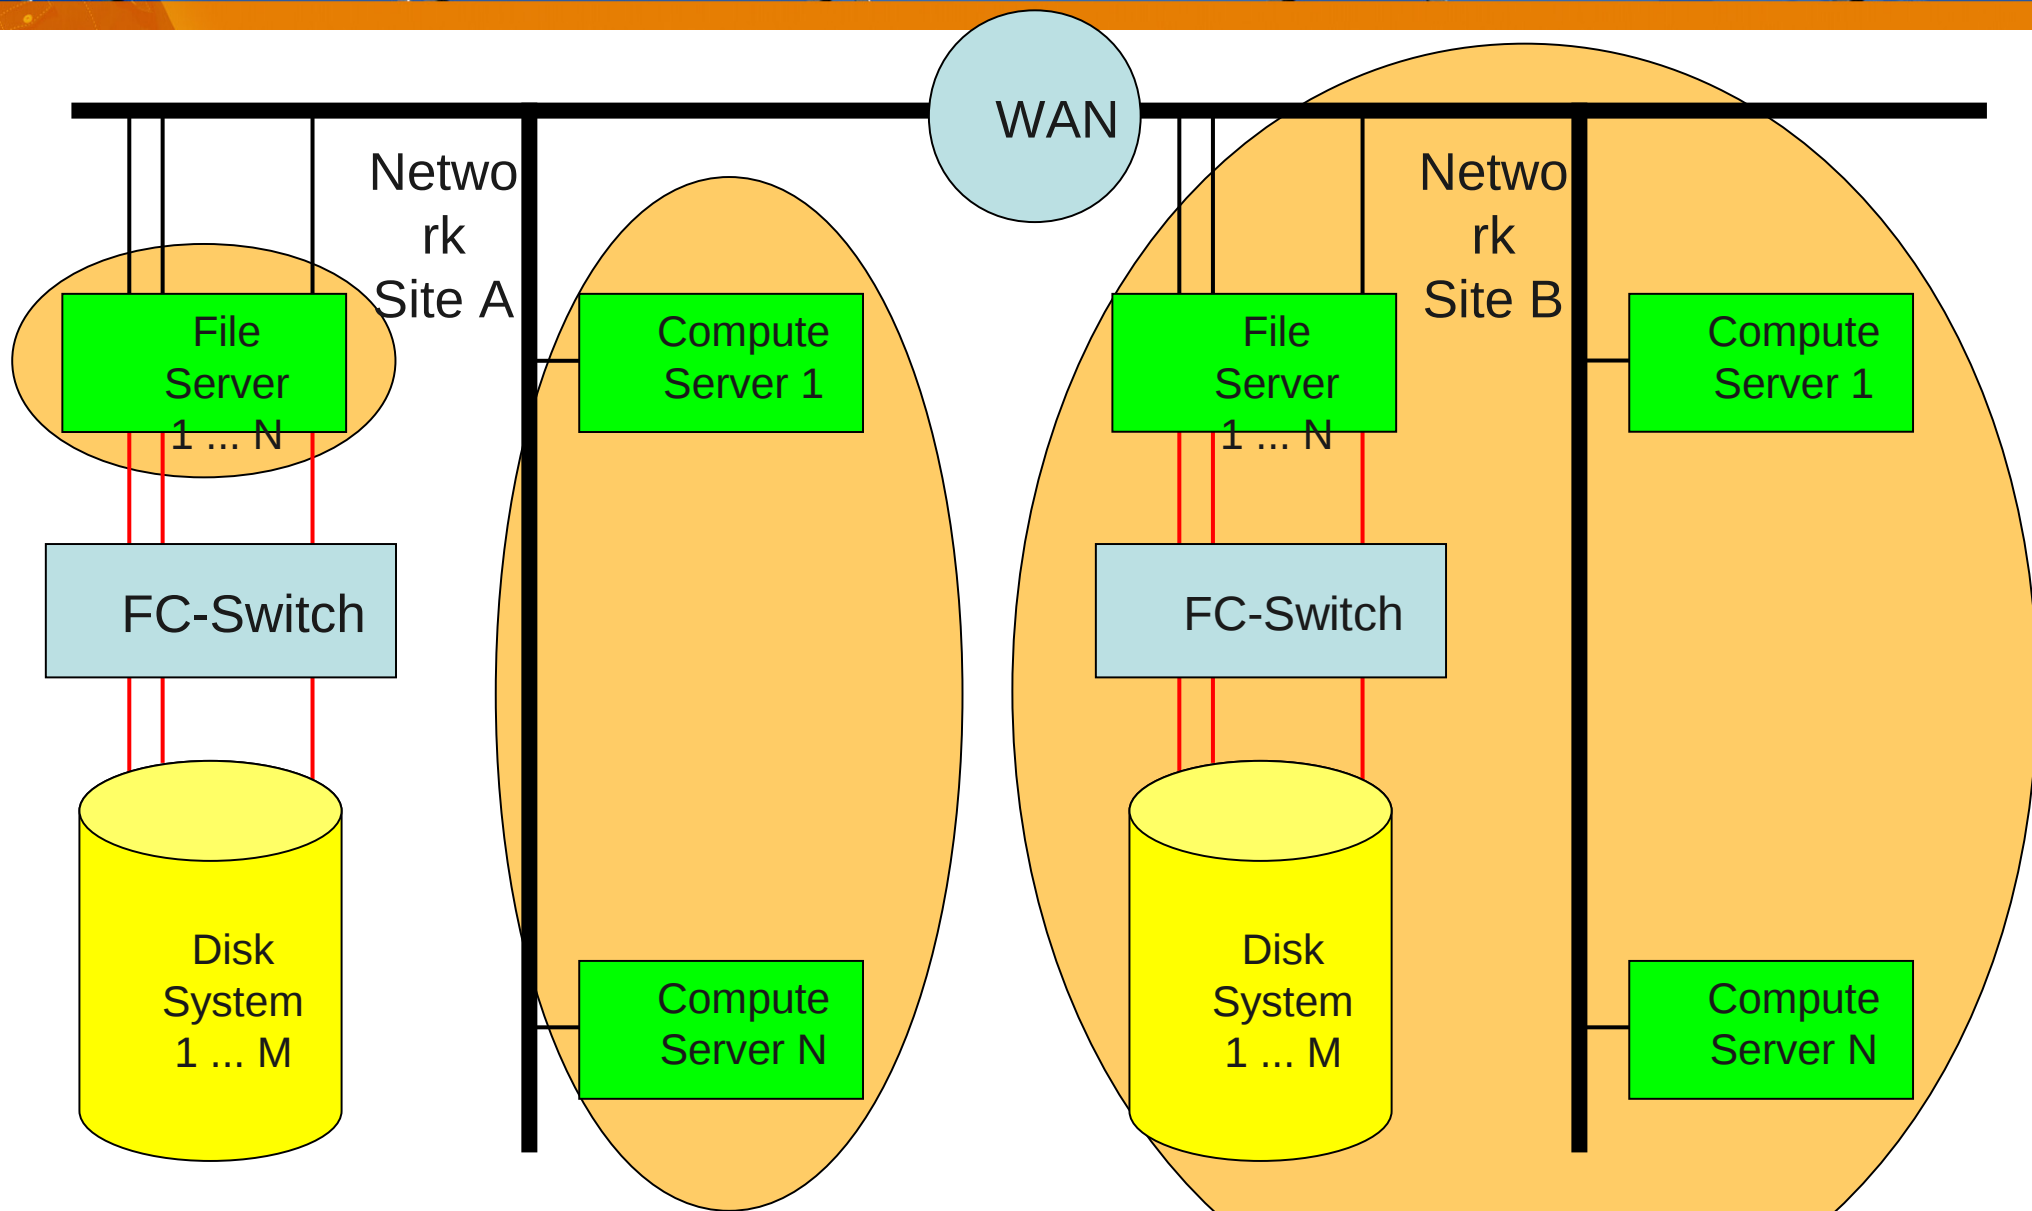 WAN
Netwo
rk
Site A
File
Server
1 ... N
Compute
Server 1
FC-Switch
Disk
System
1 ... M
Compute
Server N
Netwo
rk
Site B
File
Server
1 ... N
Compute
Server 1
FC-Switch
Disk
System
1 ... M
Compute
Server N